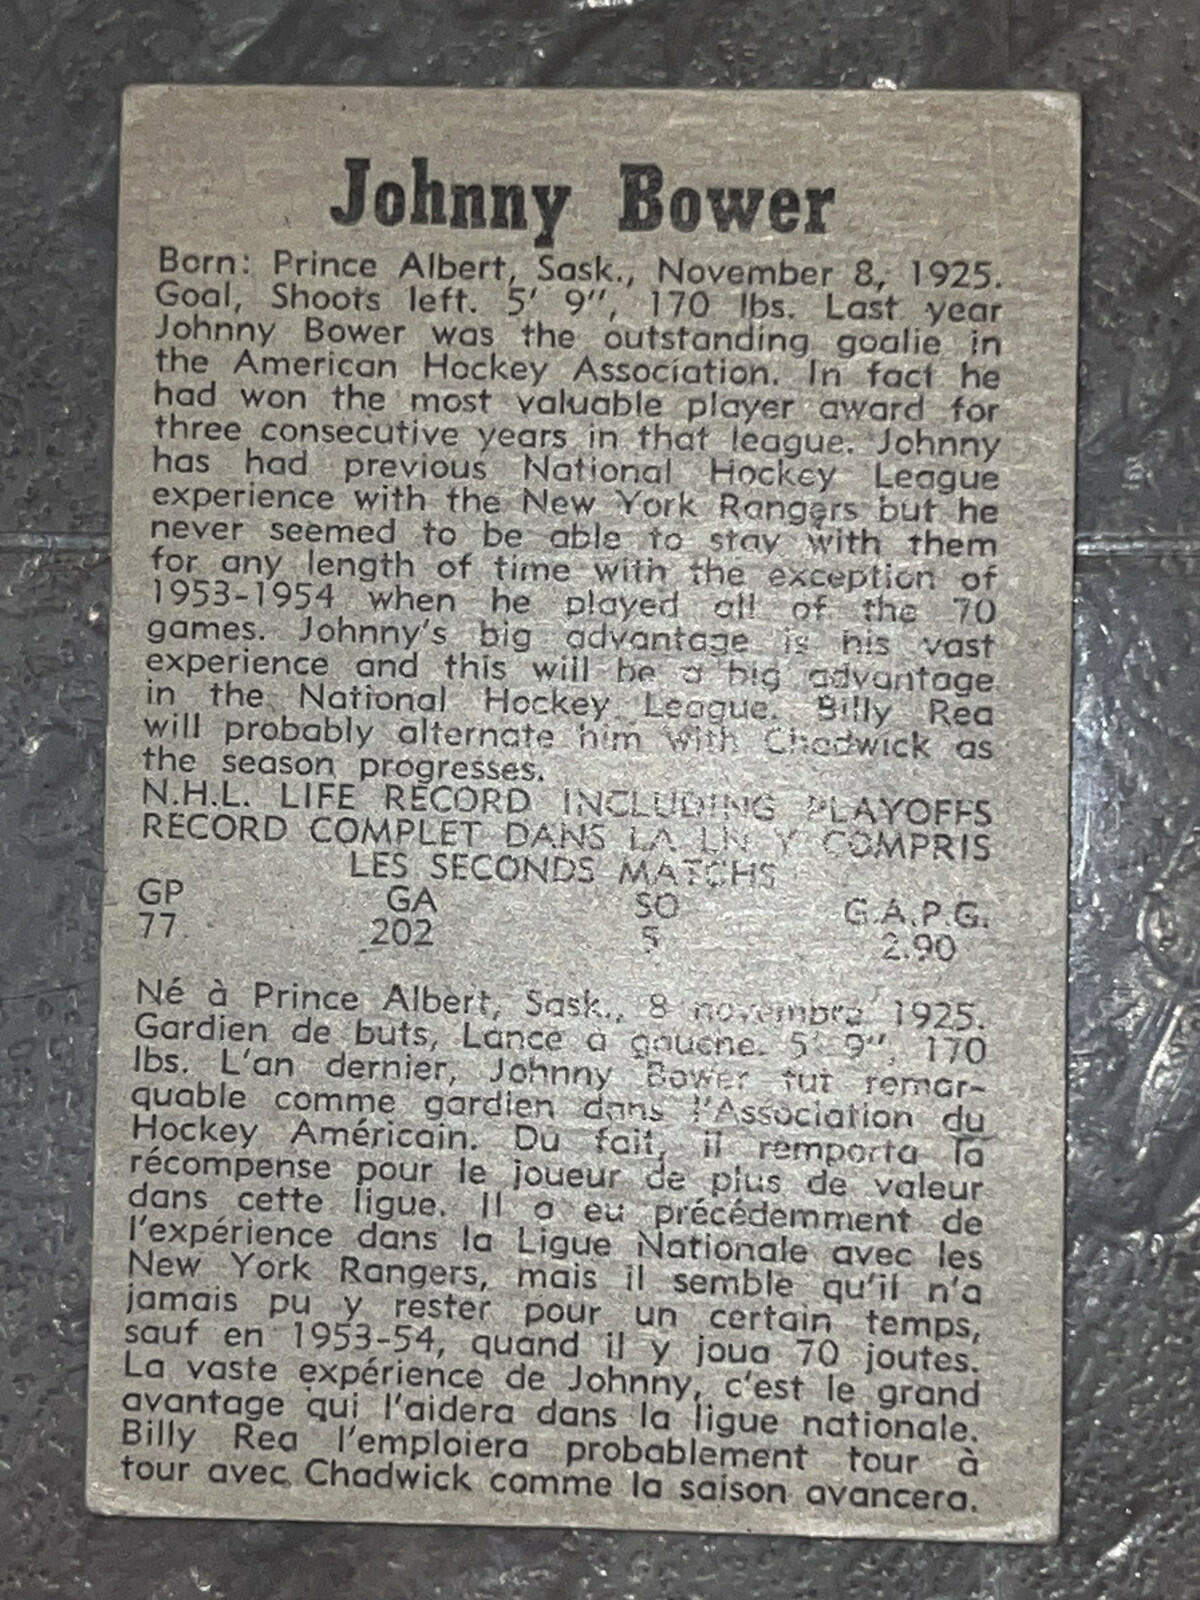 Johnny Bower
Born: Prince Albert, Sask., November 8, 1925.
Goal, Shoots left. 5' 9", 170 lbs. Last year
Johnny Bower was the outstanding goalie in
the American Hockey Association. In fact he
had won the most valuable player award for
three consecutive years in that league. Johnny
has had previous National Hockey League
experience with the New York Rangers but he
never seemed to be able to stay with them
for any length of time with the exception of
1953-1954 when he played all of the 70
games. Johnny's big advantage is his vast
experience and this will be a big advantage
in the National Hockey League. Billy Rea
will probably alternate him with Chadwick as
the season progresses.
N.H.L. LIFE RECORD INCLUDING PLAYOFFS
RECORD COMPLET DANS LA LN Y COMPRIS
LES SECONDS MATCHS
GP GA SO G.A.P.G.
77 202 5 2.90
Né à Prince Albert, Sask., 8 novembre 1925.
Gardien de buts, Lance à gauche. 5' 9", 170
lbs. L'an dernier, Johnny Bower fut remar-
quable comme gardien dans l'Association du
Hockey Américain. Du fait, il remporta la
récompense pour le joueur de plus de valeur
dans cette ligue. Il a eu précédemment de
l'expérience dans la Ligue Nationale avec les
New York Rangers, mais il semble qu'il n'a
jamais pu y rester pour un certain temps,
sauf en 1953-54, quand il y joua 70 joutes.
La vaste expérience de Johnny, c'est le grand
avantage qui l'aidera dans la ligue nationale.
Billy Rea l'emploiera probablement tour à
tour avec Chadwick comme la saison avancera.